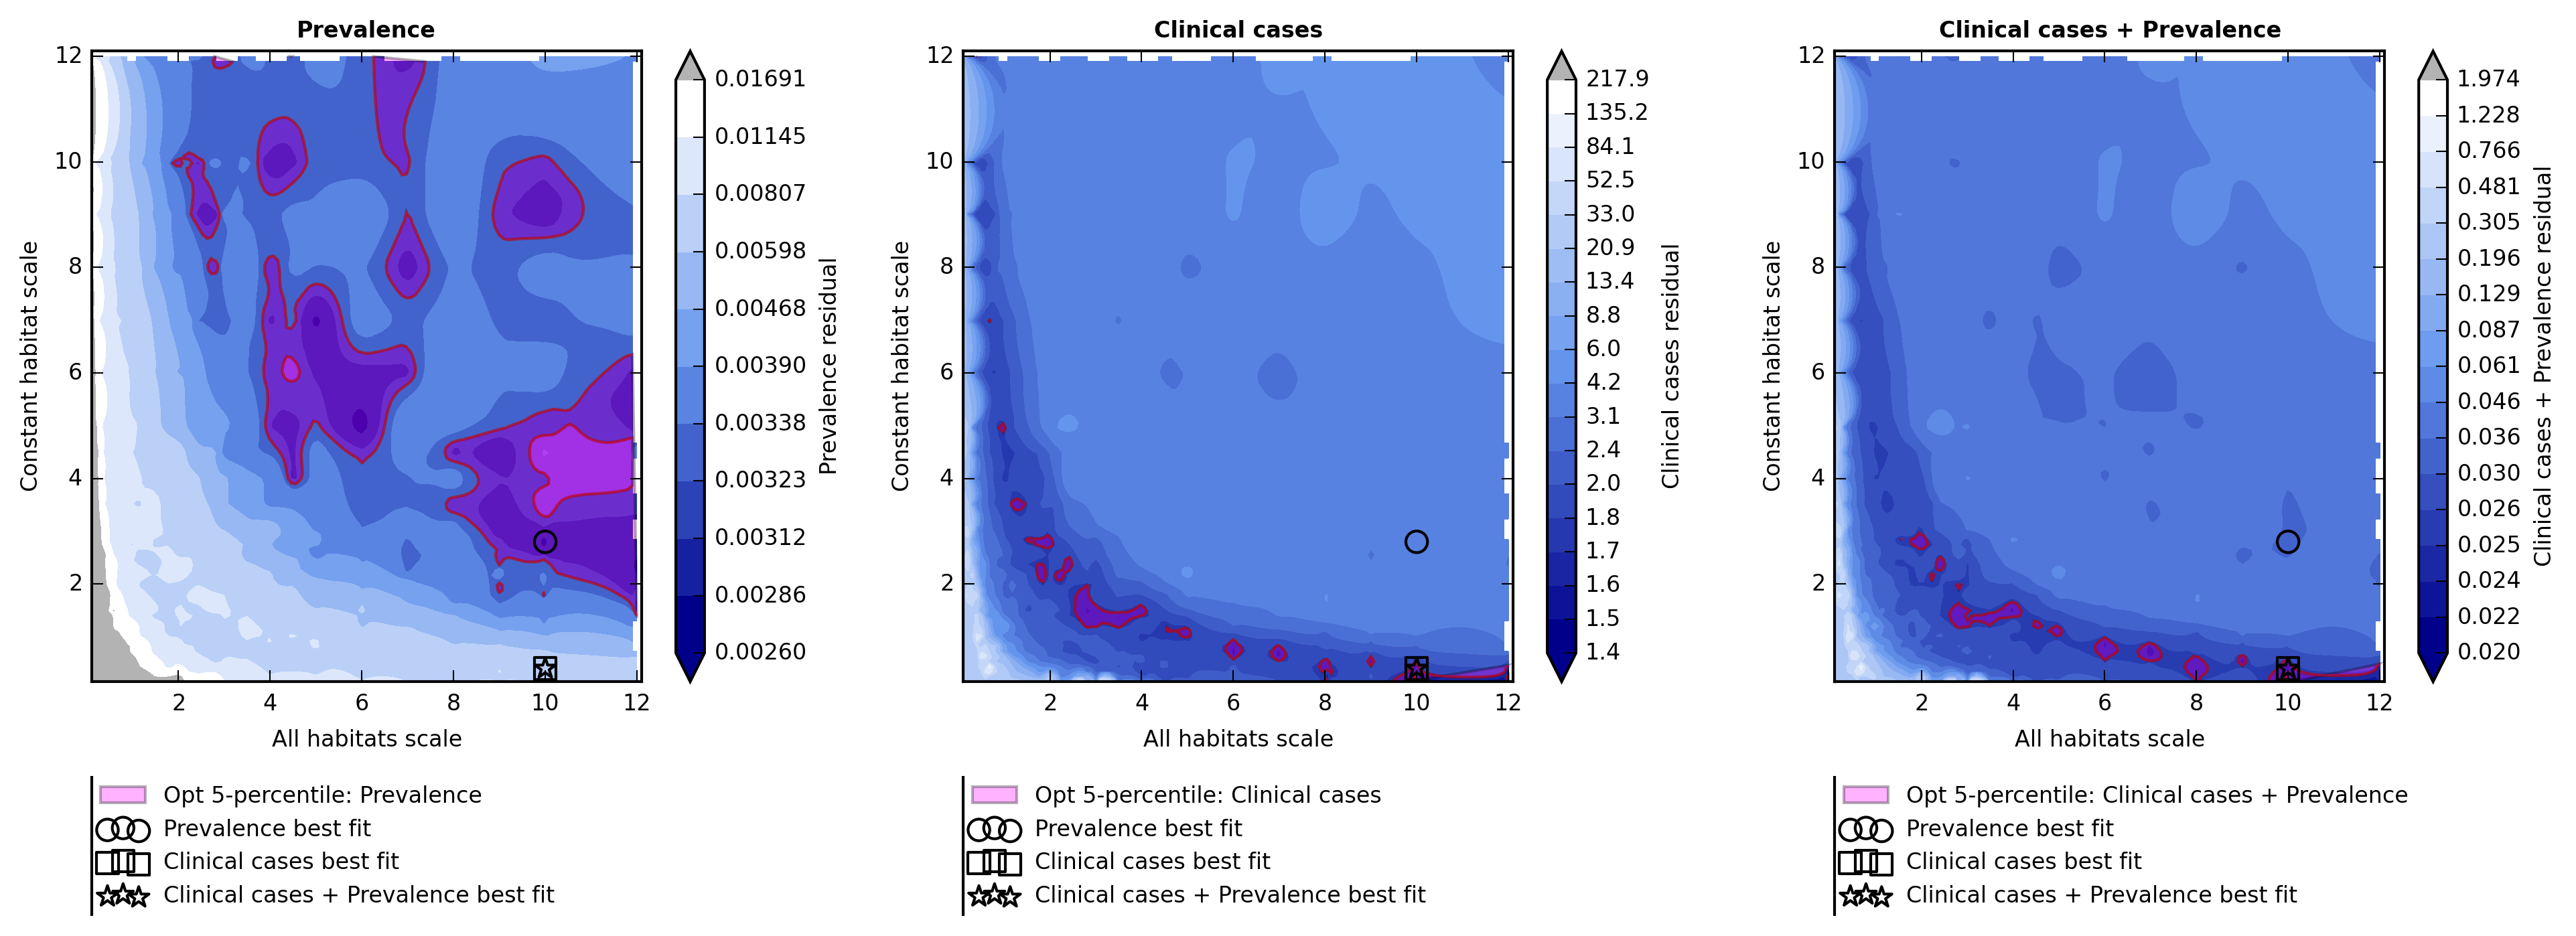 Prevalence
12
10
8
6
4
2
Constant habitat scale
2 4 6 8 10 12
All habitats scale
0.01691
0.01145
0.00807
0.00598
0.00468
0.00390
0.00338
0.00323
0.00312
0.00286
0.00260
Prevalence residual
Opt 5-percentile: Prevalence
Prevalence best fit
Clinical cases best fit
Clinical cases + Prevalence best fit
Clinical cases
12
10
8
6
4
2
Constant habitat scale
2 4 6 8 10 12
All habitats scale
217.9
135.2
84.1
52.5
33.0
20.9
13.4
8.8
6.0
4.2
3.1
2.4
2.0
1.8
1.7
1.6
1.5
1.4
Clinical cases residual
Opt 5-percentile: Clinical cases
Prevalence best fit
Clinical cases best fit
Clinical cases + Prevalence best fit
Clinical cases + Prevalence
12
10
8
6
4
2
Constant habitat scale
2 4 6 8 10 12
All habitats scale
1.974
1.228
0.766
0.481
0.305
0.196
0.129
0.087
0.061
0.046
0.036
0.030
0.026
0.025
0.024
0.022
0.020
Clinical cases + Prevalence residual
Opt 5-percentile: Clinical cases + Prevalence
Prevalence best fit
Clinical cases best fit
Clinical cases + Prevalence best fit